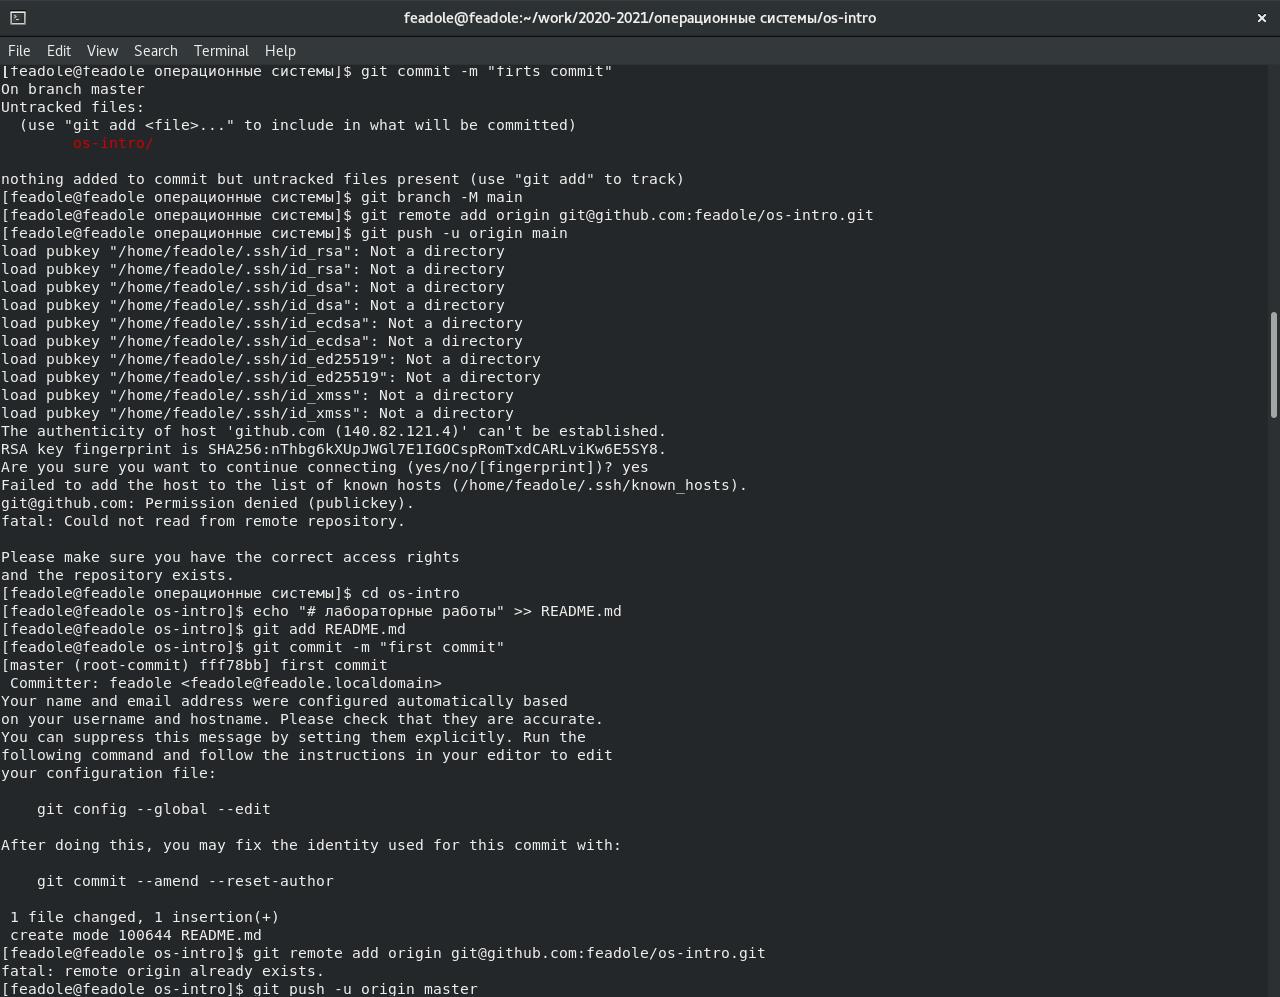 feadole@feadole:~/work/2020-2021/операционные системы/os-intro
File Edit View Search Terminal Help
[feadole@feadole операционные системы]$ git commit -m "firts commit"
On branch master
Untracked files:
  (use "git add <file>..." to include in what will be committed)
        os-intro/

nothing added to commit but untracked files present (use "git add" to track)
[feadole@feadole операционные системы]$ git branch -M main
[feadole@feadole операционные системы]$ git remote add origin git@github.com:feadole/os-intro.git
[feadole@feadole операционные системы]$ git push -u origin main
load pubkey "/home/feadole/.ssh/id_rsa": Not a directory
load pubkey "/home/feadole/.ssh/id_rsa": Not a directory
load pubkey "/home/feadole/.ssh/id_dsa": Not a directory
load pubkey "/home/feadole/.ssh/id_dsa": Not a directory
load pubkey "/home/feadole/.ssh/id_ecdsa": Not a directory
load pubkey "/home/feadole/.ssh/id_ecdsa": Not a directory
load pubkey "/home/feadole/.ssh/id_ed25519": Not a directory
load pubkey "/home/feadole/.ssh/id_ed25519": Not a directory
load pubkey "/home/feadole/.ssh/id_xmss": Not a directory
load pubkey "/home/feadole/.ssh/id_xmss": Not a directory
The authenticity of host 'github.com (140.82.121.4)' can't be established.
RSA key fingerprint is SHA256:nThbg6kXUpJWGl7E1IGOCspRomTxdCARLviKw6E5SY8.
Are you sure you want to continue connecting (yes/no/[fingerprint])? yes
Failed to add the host to the list of known hosts (/home/feadole/.ssh/known_hosts).
git@github.com: Permission denied (publickey).
fatal: Could not read from remote repository.

Please make sure you have the correct access rights
and the repository exists.
[feadole@feadole операционные системы]$ cd os-intro
[feadole@feadole os-intro]$ echo "# лабораторные работы" >> README.md
[feadole@feadole os-intro]$ git add README.md
[feadole@feadole os-intro]$ git commit -m "first commit"
[master (root-commit) fff78bb] first commit
 Committer: feadole <feadole@feadole.localdomain>
Your name and email address were configured automatically based
on your username and hostname. Please check that they are accurate.
You can suppress this message by setting them explicitly. Run the
following command and follow the instructions in your editor to edit
your configuration file:

    git config --global --edit

After doing this, you may fix the identity used for this commit with:

    git commit --amend --reset-author

 1 file changed, 1 insertion(+)
 create mode 100644 README.md
[feadole@feadole os-intro]$ git remote add origin git@github.com:feadole/os-intro.git
fatal: remote origin already exists.
[feadole@feadole os-intro]$ git push -u origin master